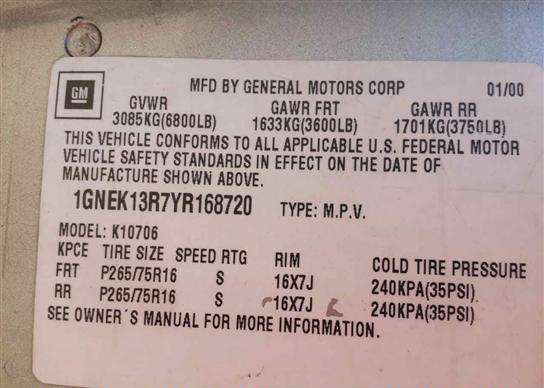 GM
MFD BY GENERAL MOTORS CORP 01/00
GVWR GAWR FRT GAWR RR
3085KG(6800LB) 1633KG(3600LB) 1701KG(3750LB)
THIS VEHICLE CONFORMS TO ALL APPLICABLE U.S. FEDERAL MOTOR
VEHICLE SAFETY STANDARDS IN EFFECT ON THE DATE OF
MANUFACTURE SHOWN ABOVE.
1GNEK13R7YR168720 TYPE: M.P.V.
MODEL: K10706
KPCE TIRE SIZE SPEED RTG RIM COLD TIRE PRESSURE
FRT P265/75R16 S 16X7J 240KPA(35PSI)
RR P265/75R16 S 16X7J 240KPA(35PSI)
SEE OWNER´S MANUAL FOR MORE INFORMATION.